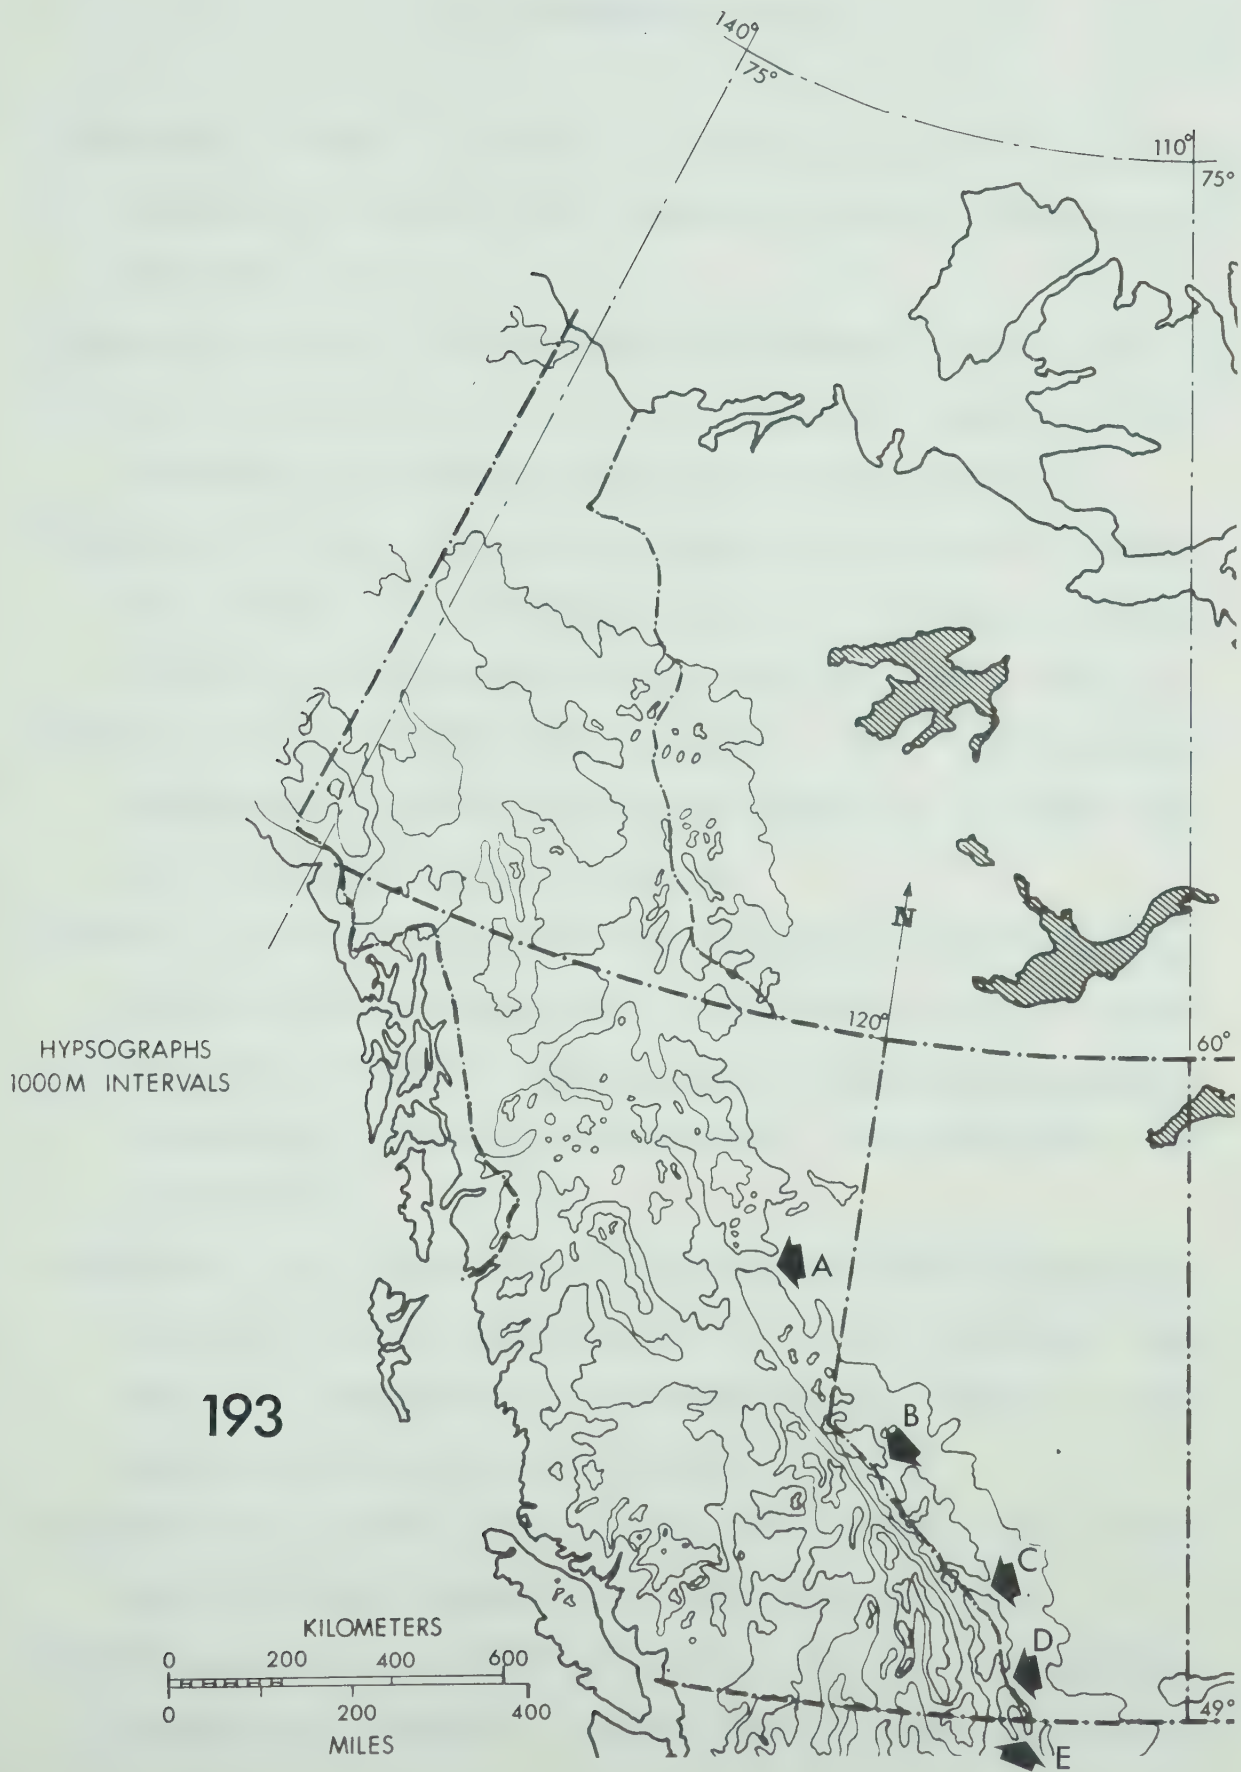 140°
75°
110°
75°
N
120°
60°
HYPSOGRAPHS
1000M INTERVALS
A
193
B
C
KILOMETERS
0 200 400 600
D
0 200 400
49°
MILES
E